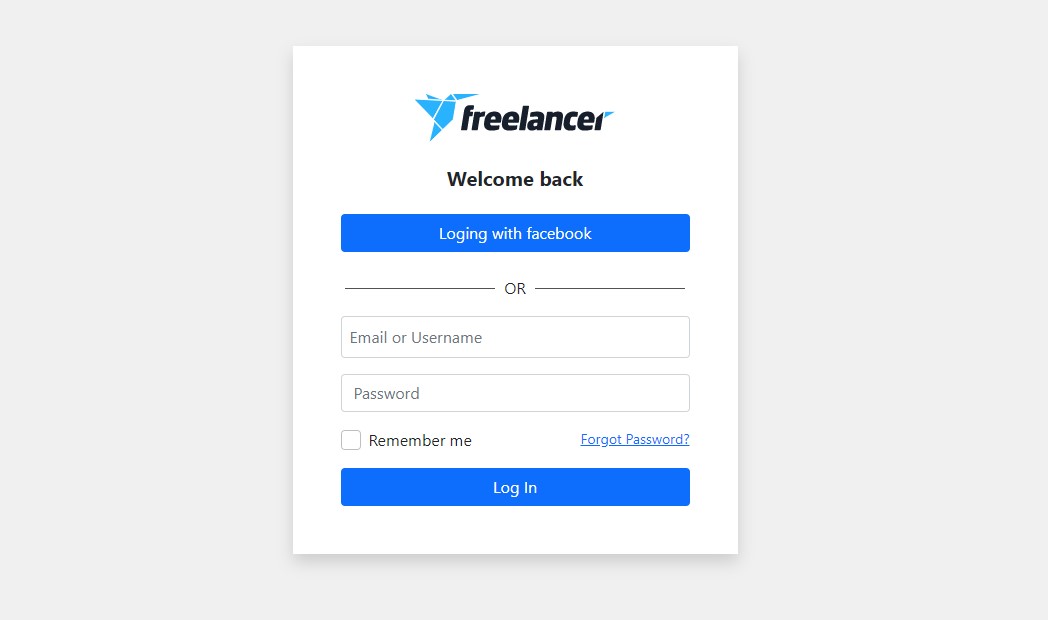 freelancer
Welcome back
Loging with facebook
OR
Email or Username
Password
Remember me
Forgot Password?
Log In